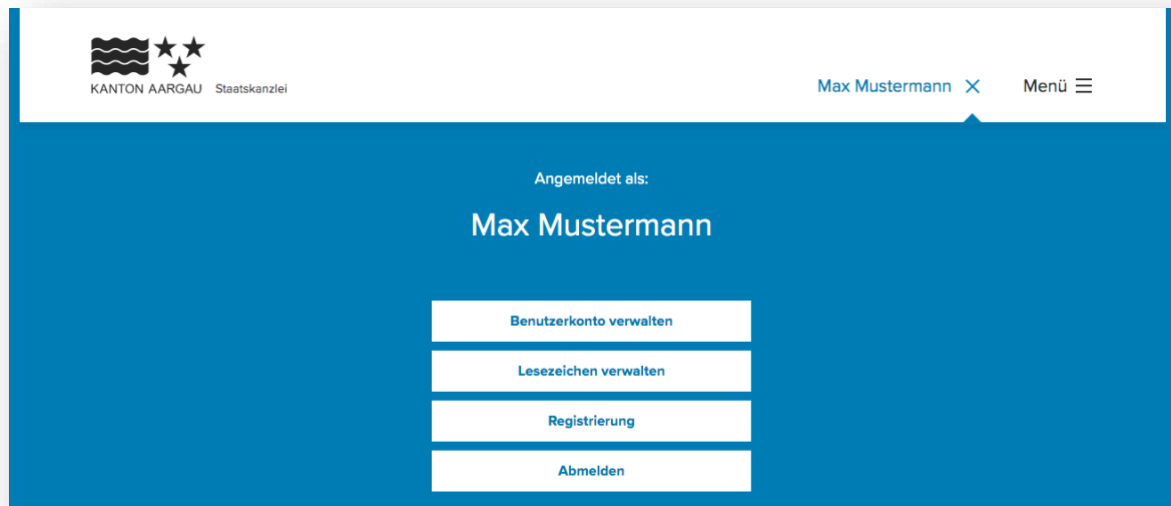 KANTON AARGAU Staatskanzlei
Max Mustermann Menü
Angemeldet als:
Max Mustermann
Benutzerkonto verwalten
Lesezeichen verwalten
Registrierung
Abmelden